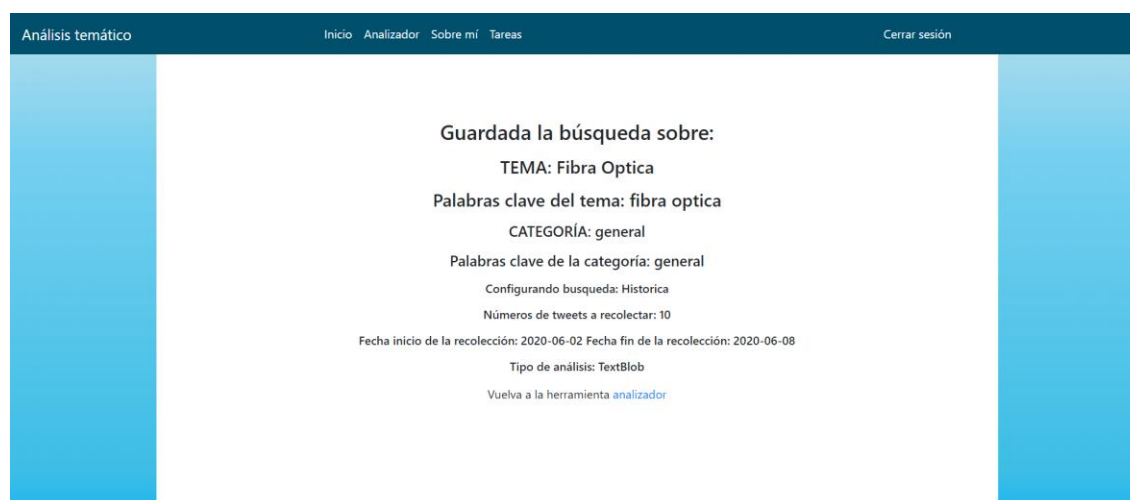 Análisis temático Inicio Analizador Sobre mí Tareas Cerrar sesión
Guardada la búsqueda sobre:
TEMA: Fibra Optica
Palabras clave del tema: fibra optica
CATEGORÍA: general
Palabras clave de la categoría: general
Configurando busqueda: Historica
Números de tweets a recolectar: 10
Fecha inicio de la recolección: 2020-06-02 Fecha fin de la recolección: 2020-06-08
Tipo de análisis: TextBlob
Vuelva a la herramienta analizador